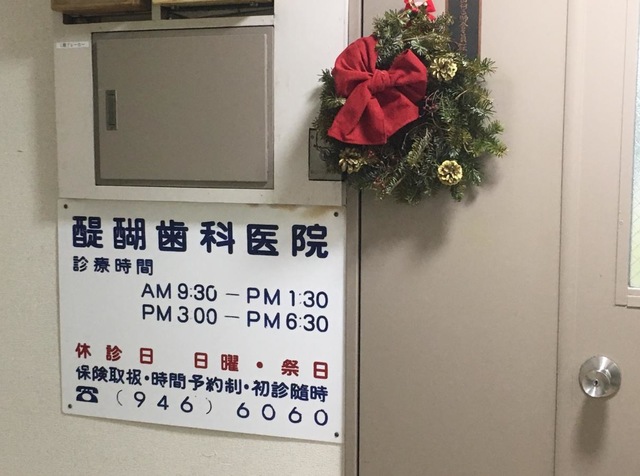 醍醐歯科医院
診療時間
AM 9:30 － PM 1:30
PM 3 00 － PM 6:30
休診日 日曜・祭日
保険取扱・時間予約制・初診随時
☎ (946) 6060